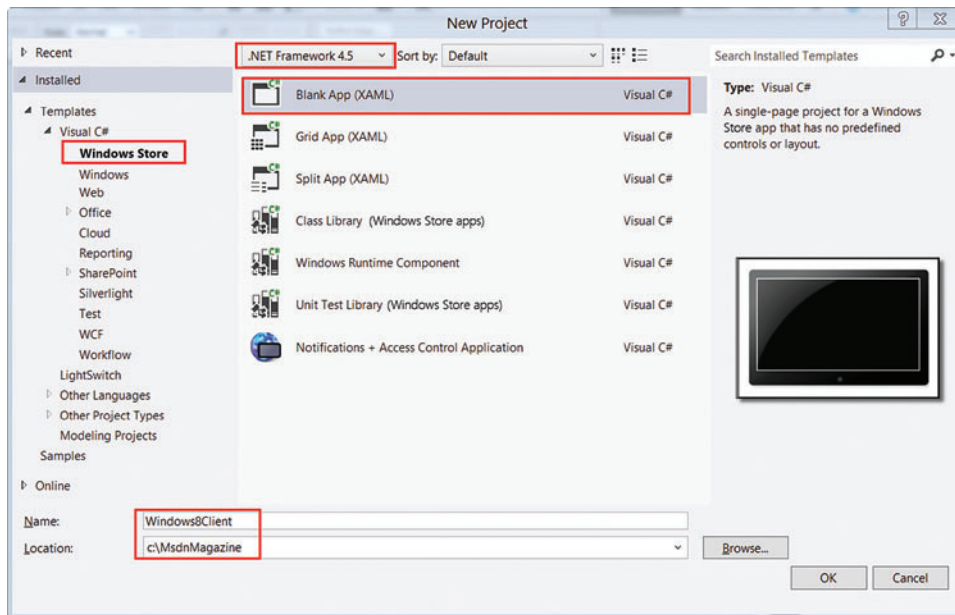 New Project
Recent
.NET Framework 4.5
Sort by:
Default
Search Installed Templates
Installed
Templates
Visual C#
Windows Store
Windows
Web
Office
Cloud
Reporting
SharePoint
Silverlight
Test
WCF
Workflow
LightSwitch
Other Languages
Other Project Types
Modeling Projects
Samples
Online
Blank App (XAML) Visual C#
Grid App (XAML) Visual C#
Split App (XAML) Visual C#
Class Library (Windows Store apps) Visual C#
Windows Runtime Component Visual C#
Unit Test Library (Windows Store apps) Visual C#
Notifications + Access Control Application Visual C#
Type: Visual C#
A single-page project for a Windows
Store app that has no predefined
controls or layout.
Name: Windows8Client
Location: c:\MsdnMagazine
Browse...
OK
Cancel